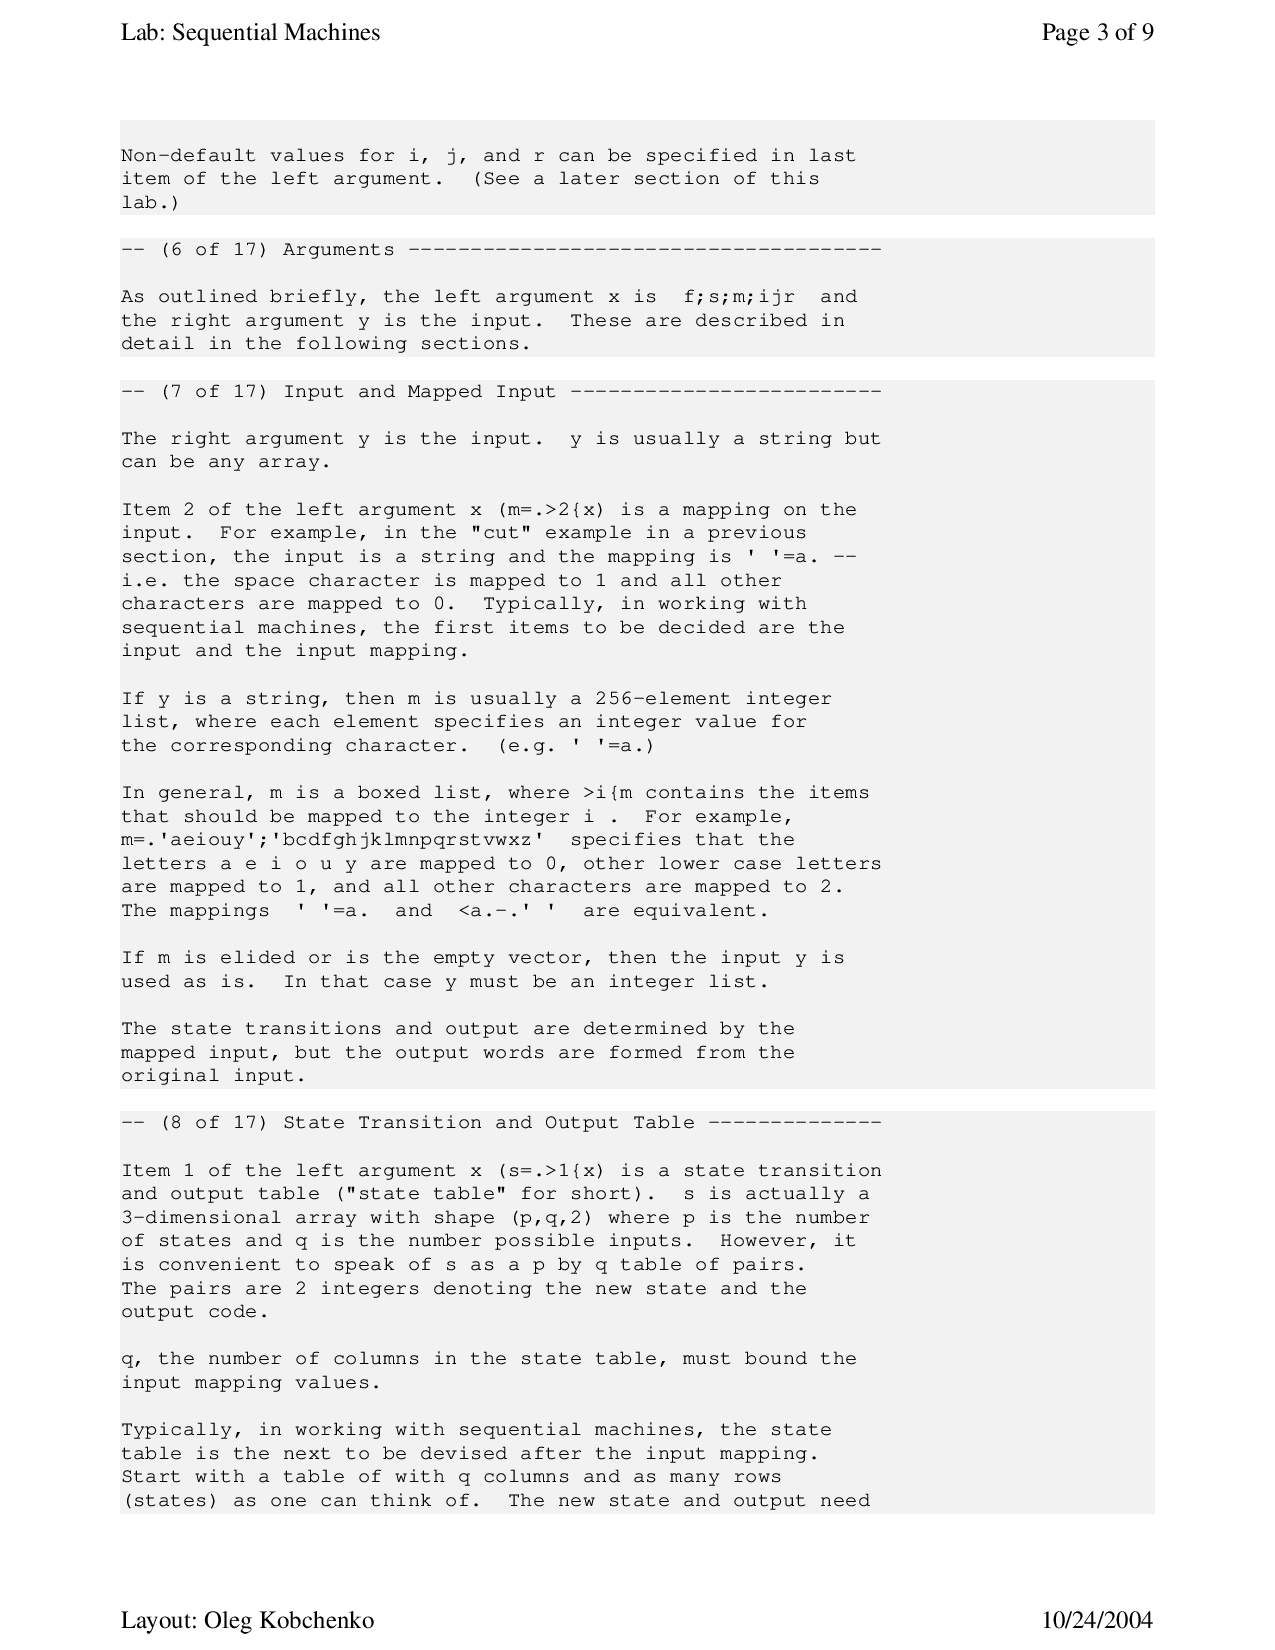 Lab: Sequential Machines
Page 3 of 9
Non-default values for i, j, and r can be specified in last
item of the left argument.  (See a later section of this
lab.)
-- (6 of 17) Arguments --------------------------------------
As outlined briefly, the left argument x is  f;s;m;ijr  and
the right argument y is the input.  These are described in
detail in the following sections.
-- (7 of 17) Input and Mapped Input -------------------------
The right argument y is the input.  y is usually a string but
can be any array.
Item 2 of the left argument x (m=.>2{x) is a mapping on the
input.  For example, in the "cut" example in a previous
section, the input is a string and the mapping is ' '=a. --
i.e. the space character is mapped to 1 and all other
characters are mapped to 0.  Typically, in working with
sequential machines, the first items to be decided are the
input and the input mapping.
If y is a string, then m is usually a 256-element integer
list, where each element specifies an integer value for
the corresponding character.  (e.g. ' '=a.)
In general, m is a boxed list, where >i{m contains the items
that should be mapped to the integer i .  For example,
m=.'aeiouy';'bcdfghjklmnpqrstvwxz'  specifies that the
letters a e i o u y are mapped to 0, other lower case letters
are mapped to 1, and all other characters are mapped to 2.
The mappings  ' '=a.  and  <a.-.' '  are equivalent.
If m is elided or is the empty vector, then the input y is
used as is.  In that case y must be an integer list.
The state transitions and output are determined by the
mapped input, but the output words are formed from the
original input.
-- (8 of 17) State Transition and Output Table --------------
Item 1 of the left argument x (s=.>1{x) is a state transition
and output table ("state table" for short).  s is actually a
3-dimensional array with shape (p,q,2) where p is the number
of states and q is the number possible inputs.  However, it
is convenient to speak of s as a p by q table of pairs.
The pairs are 2 integers denoting the new state and the
output code.
q, the number of columns in the state table, must bound the
input mapping values.
Typically, in working with sequential machines, the state
table is the next to be devised after the input mapping.
Start with a table of with q columns and as many rows
(states) as one can think of.  The new state and output need
Layout: Oleg Kobchenko
10/24/2004